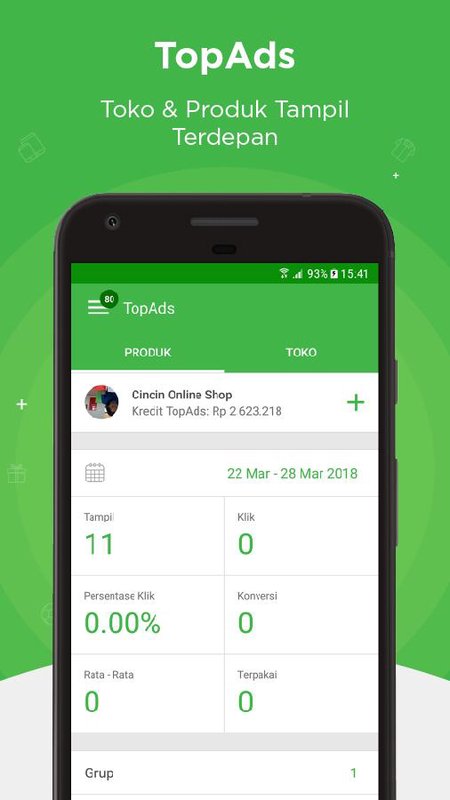 TopAds
Toko & Produk Tampil
Terdepan
93% 15.41
80
TopAds
PRODUK TOKO
Cincin Online Shop
Krecit TopAds: Rp 2 623.218
22 Mar - 28 Mar 2018
Tampil Klik
11 0
Persentase Klik Konversi
0.00% 0
Rata - Rata Terpakai
0 0
Grup 1